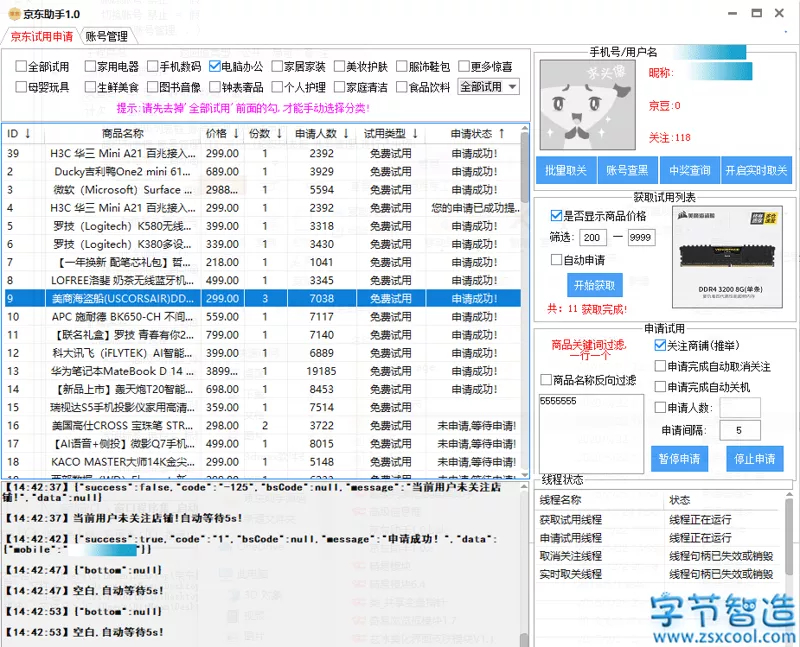 京东助手1.0
京东试用申请 账号管理
全部试用 家用电器 手机数码 电脑办公 家居家装 美妆护肤 服饰鞋包 更多惊喜
母婴玩具 生鲜美食 图书音像 钟表奢品 个人护理 家庭清洁 食品饮料 全部试用
提示:请先去掉'全部试用'前面的勾,才能手动选择分类!
ID ↓ 商品名称 价格 ↓ 份数 ↓ 申请人数 ↓ 试用类型 ↓ 申请状态 ↑
39 H3C 华三 Mini A21 百兆接入... 299.00 1 2392 免费试用 申请成功!
2 Ducky吉利鸭One2 mini 61... 689.00 1 3929 免费试用 申请成功!
3 微软（Microsoft）Surface ... 2988... 1 5594 免费试用 申请成功!
4 H3C 华三 Mini A21 百兆接入... 299.00 1 2392 免费试用 您的申请已成功提...
5 罗技（Logitech）K580无线... 399.00 1 3318 免费试用 申请成功!
6 罗技（Logitech）K380多设... 339.00 1 3430 免费试用 申请成功!
7 【一年换新 配笔芯礼包】哲... 218.00 1 1041 免费试用 申请成功!
8 LOFREE洛斐 奶茶无线蓝牙机... 499.00 1 3345 免费试用 申请成功!
9 美商海盗船(USCORSAIR)DD... 299.00 3 7038 免费试用 申请成功!
10 APC 施耐德 BK650-CH 不间... 559.00 1 7117 免费试用 申请成功!
11 【联名礼盒】罗技 青春有你2... 799.00 1 7140 免费试用 申请成功!
12 科大讯飞（iFLYTEK）AI智能... 399.00 1 6889 免费试用 申请成功!
13 华为笔记本MateBook D 14 ... 3899... 1 19185 免费试用 申请成功!
14 【新品上市】轰天炮T20智能... 698.00 1 8453 免费试用 申请成功!
15 瑞视达S5手机投影仪家用高清... 359.00 1 7514 免费试用
16 美国高仕CROSS 宝珠笔 STR... 298.00 2 3722 免费试用 未申请,等待申请!
17 【AI语音+侧投】微影Q7手机... 499.00 1 8015 免费试用 未申请,等待申请!
18 KACO MASTER大师14K金尖... 299.00 1 5148 免费试用 未申请,等待申请!
【14:42:37】{"success":false,"code":"-125","bsCode":null,"message":"当前用户未关注店
铺!","data":null}
【14:42:37】当前用户未关注店铺!自动等待5s!
【14:42:42】{"success":true,"code":"1","bsCode":null,"message":"申请成功! ","data":
{"mobile":"
"}}
【14:42:47】{"bottom":null}
【14:42:47】空白,自动等待5s!
【14:42:53】{"bottom":null}
【14:42:53】空白,自动等待5s!
手机号/用户名
昵称:
京豆:0
关注:118
批量取关 账号查黑 中奖查询 开启实时取关
获取试用列表
是否显示商品价格
筛选: 200 — 9999
自动申请
开始获取
共: 11 获取完成!
DDR4 3200 8G(单条)
申请试用
商品关键词过滤,
一行一个
商品名称反向过滤
5555555
关注商铺(推举)
申请完成自动取消关注
申请完成自动关机
申请人数:
申请间隔: 5
暂停申请 停止申请
线程状态
线程名称 状态
获取试用线程 线程正在运行
申请试用线程 线程正在运行
取消关注线程 线程句柄已失效或销毁
实时取关线程 线程句柄已失效或销毁
字节智造
www.zsxcool.com